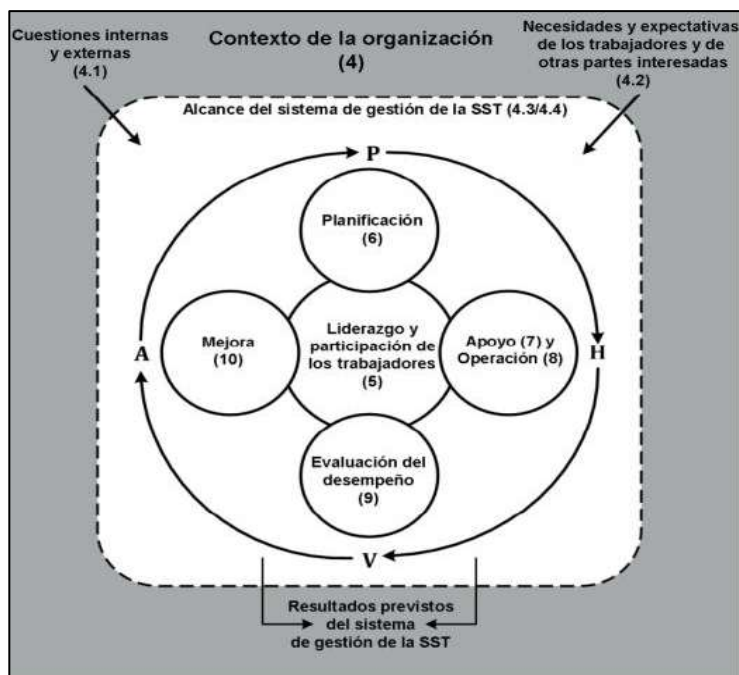 Cuestiones internas
y externas
(4.1)
Contexto de la organización
(4)
Necesidades y expectativas
de los trabajadores y de
otras partes interesadas
(4.2)
Alcance del sistema de gestión de la SST (4.3/4.4)
P
Planificación
(6)
A
Mejora
(10)
Liderazgo y
participación de
los trabajadores
(5)
Apoyo (7) y
Operación (8)
H
Evaluación del
desempeño
(9)
V
Resultados previstos
del sistema
de gestión de la SST